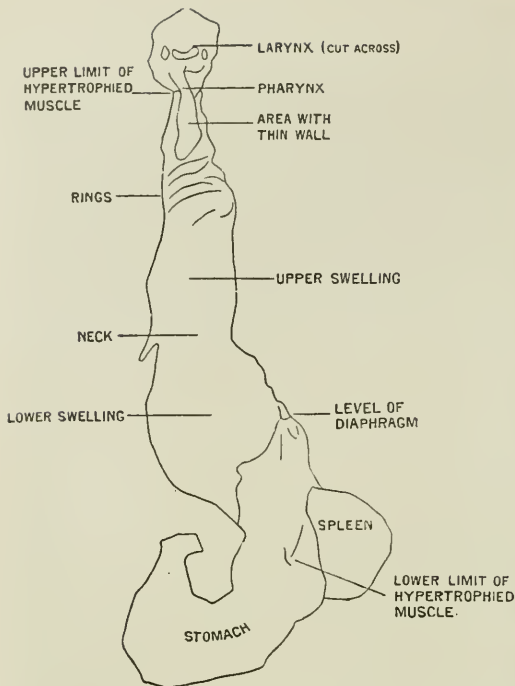 LARYNX (CUT ACROSS)
UPPER LIMIT OF
HYPERTROPHIED
MUSCLE
PHARYNX
AREA WITH
THIN WALL
RINGS
UPPER SWELLING
NECK
LOWER SWELLING
LEVEL OF
DIAPHRAGM
SPLEEN
LOWER LIMIT OF
HYPERTROPHIED
MUSCLE.
STOMACH